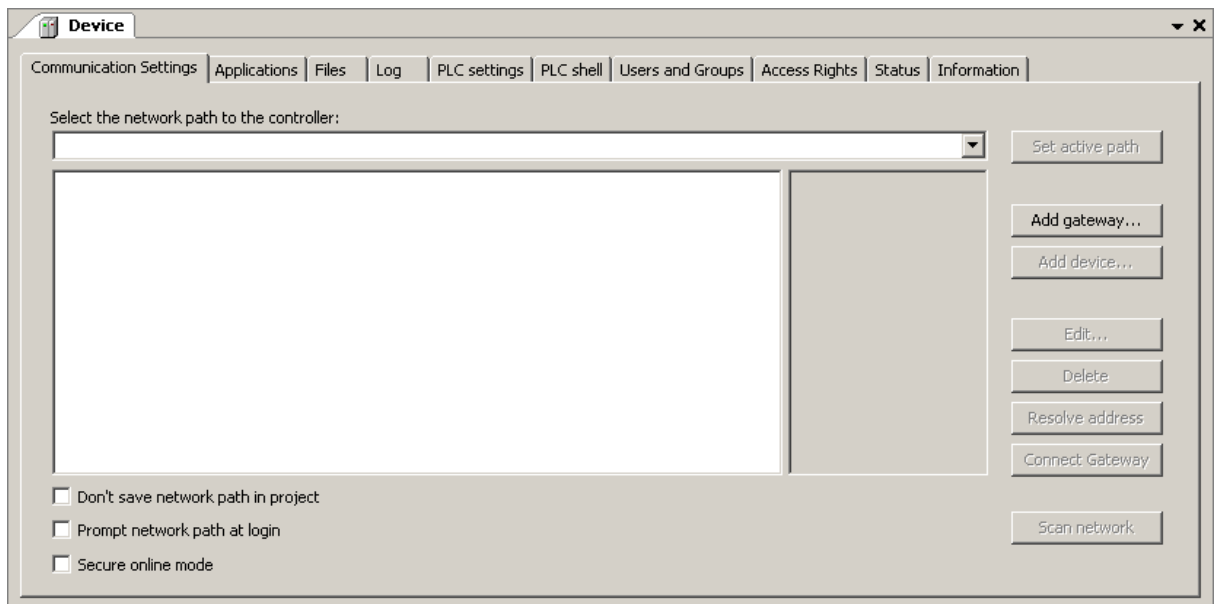 Device
Communication Settings Applications Files Log PLC settings PLC shell Users and Groups Access Rights Status Information
Select the network path to the controller:
Set active path
Add gateway...
Add device...
Edit...
Delete
Resolve address
Connect Gateway
Don't save network path in project
Prompt network path at login
Scan network
Secure online mode